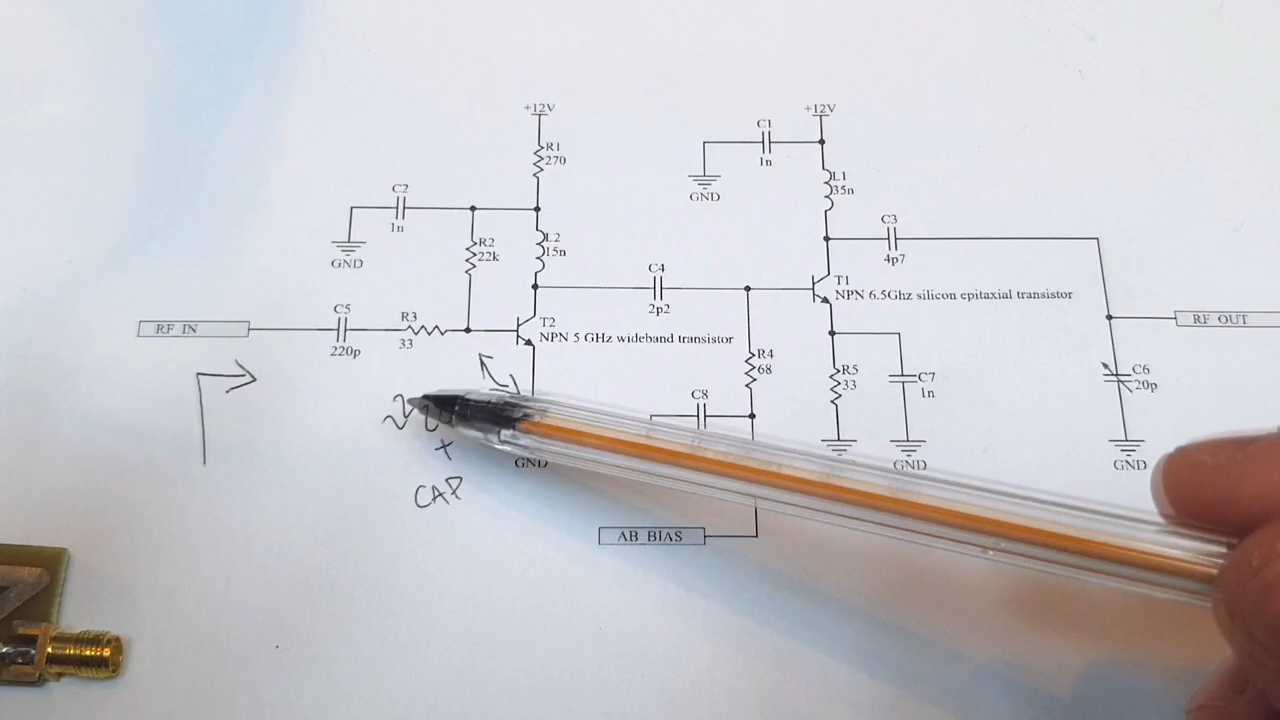 +12V
+12V
C1
1n
R1
270
L1
35n
GND
C2
1n
C3
4p7
R2
22k
L2
15n
GND
C4
2p2
T1
NPN 6.5Ghz silicon epitaxial transistor
C5
220p
R3
33
RF IN
T2
NPN 5 GHz wideband transistor
RF OUT
R4
68
R5
33
C7
1n
C6
20p
C8
+
CAP
GND
GND
GND
AB BIAS